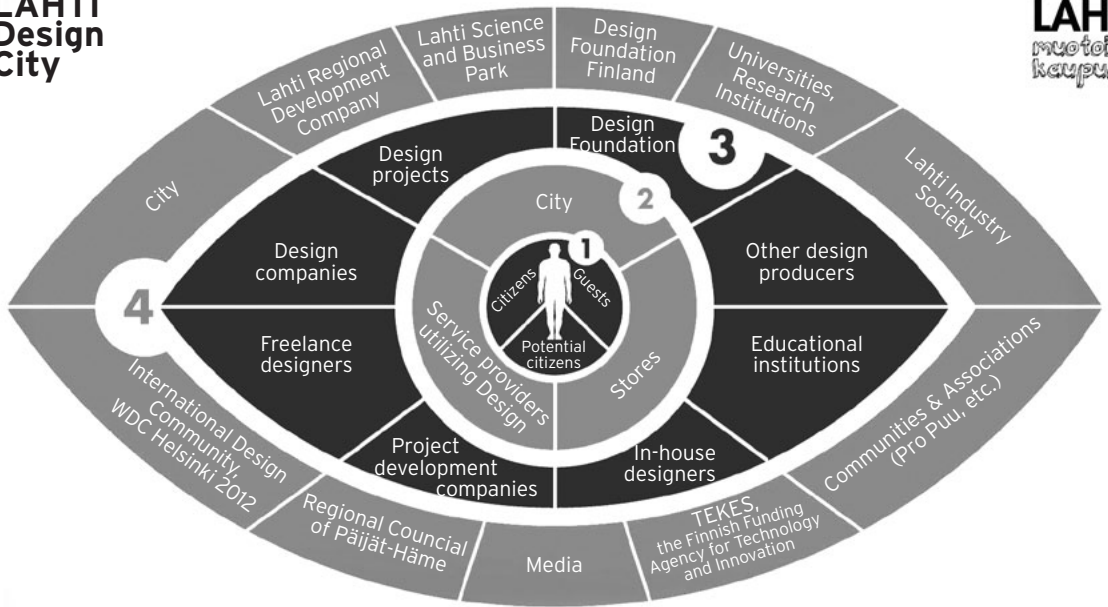 LAHTI
Design
City
LAH
muotoi
kaupu
Lahti Regional
Development
Company
Lahti Science
and Business
Park
Design
Foundation
Finland
Universities,
Research
Institutions
City
Lahti Industry
Society
Design
projects
Design
Foundation
3
Design
companies
Other design
producers
City
2
1
Citizens
Guests
Potential
citizens
Service providers
utilizing Design
Stores
4
Freelance
designers
Educational
institutions
Project
development
companies
In-house
designers
International Design
Community,
WDC Helsinki 2012
Regional Councial
of Päijät-Häme
Media
TEKES,
the Finnish Funding
Agency for Technology
and Innovation
Communities & Associations
(Pro Puu, etc.)